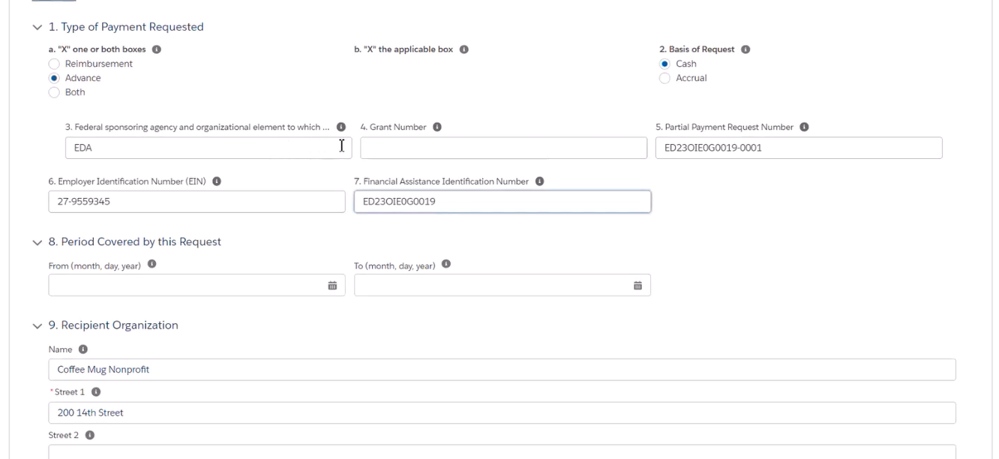 1. Type of Payment Requested
a. "X" one or both boxes
b. "X" the applicable box
2. Basis of Request
Reimbursement
Cash
Advance
Accrual
Both
3. Federal sponsoring agency and organizational element to which ...
4. Grant Number
5. Partial Payment Request Number
EDA
ED23OIE0G0019-0001
6. Employer Identification Number (EIN)
7. Financial Assistance Identification Number
27-9559345
ED23OIE0G0019
8. Period Covered by this Request
From (month, day, year)
To (month, day, year)
9. Recipient Organization
Name
Coffee Mug Nonprofit
*Street 1
200 14th Street
Street 2